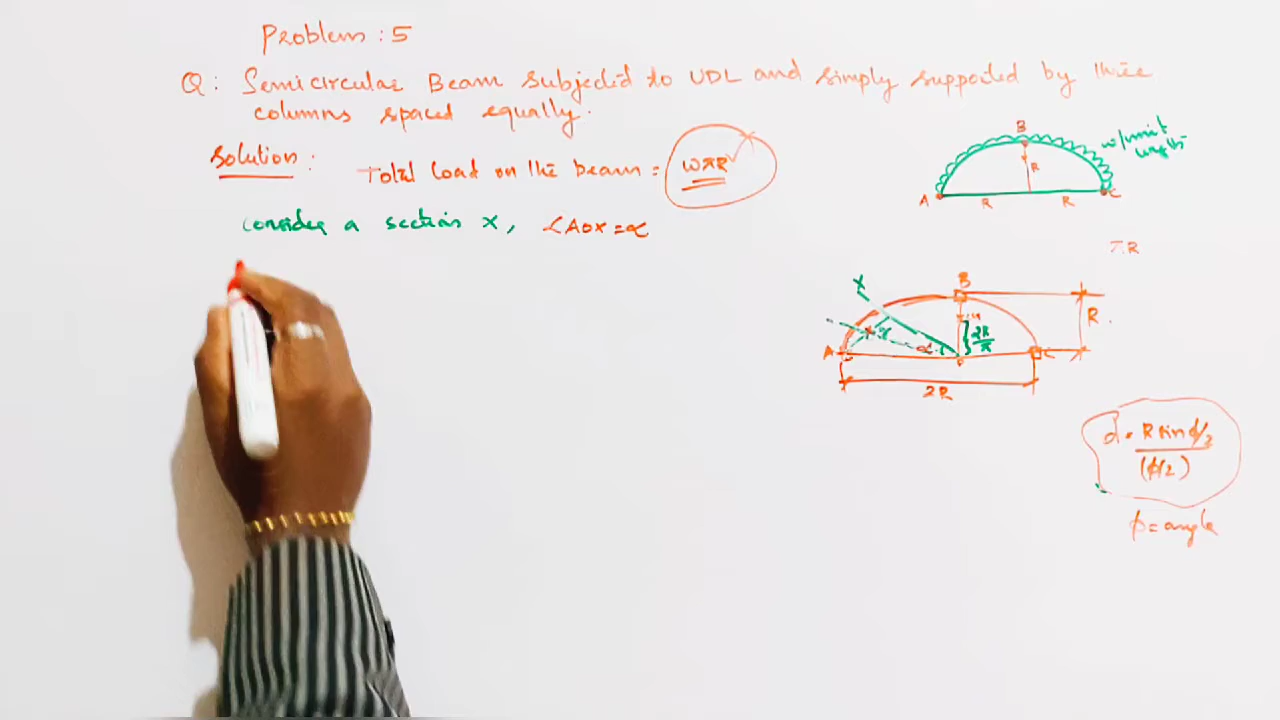 Problem : 5
Q: Semicircular Beam subjected to UDL and simply supported by three
columns spaced equally.
Solution :
Total load on the beam = wπR
Consider a section X, ∠AOX = α
B
w/unit
length
R
A R R C
π.R
X
B
R
α
2R/π
A O C
2R
d = R sin ϕ/2
(ϕ/2)
ϕ = angle